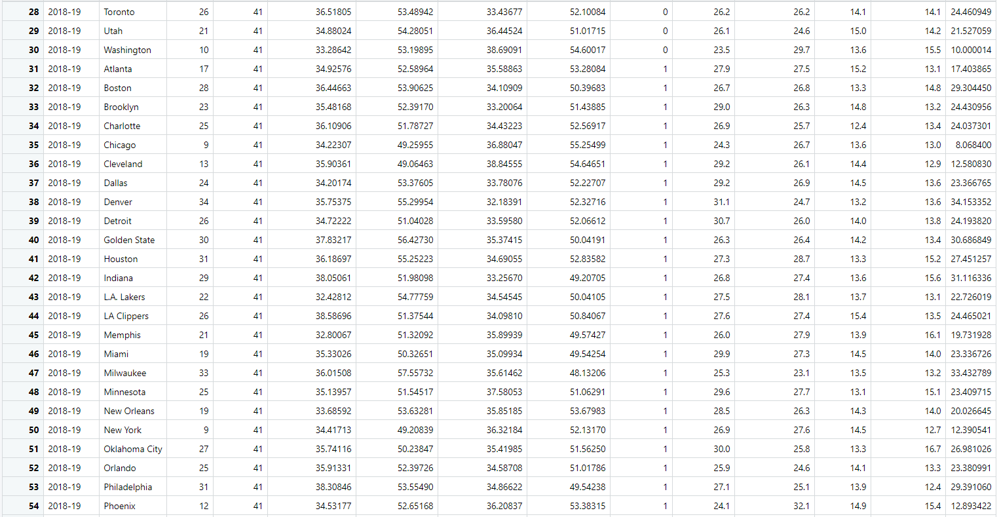 28 2018-19 Toronto 26 41 36.51805 53.48942 33.43677 52.10084 0 26.2 26.2 14.1 14.1 24.460949
29 2018-19 Utah 21 41 34.88024 54.28051 36.44524 51.01715 0 26.1 24.6 15.0 14.2 21.527059
30 2018-19 Washington 10 41 33.28642 53.19895 38.69091 54.60017 0 23.5 29.7 13.6 15.5 10.000014
31 2018-19 Atlanta 17 41 34.92576 52.58964 35.58863 53.28084 1 27.9 27.5 15.2 13.1 17.403865
32 2018-19 Boston 28 41 36.44663 53.90625 34.10909 50.39683 1 26.7 26.8 13.3 14.8 29.304450
33 2018-19 Brooklyn 23 41 35.48168 52.39170 33.20064 51.43885 1 29.0 26.3 14.8 13.2 24.430956
34 2018-19 Charlotte 25 41 36.10906 51.78727 34.43223 52.56917 1 26.9 25.7 12.4 13.4 24.037301
35 2018-19 Chicago 9 41 34.22307 49.25955 36.88047 55.25499 1 24.3 26.7 13.6 13.0 8.068400
36 2018-19 Cleveland 13 41 35.90361 49.06463 38.84555 54.64651 1 29.2 26.1 14.4 12.9 12.580830
37 2018-19 Dallas 24 41 34.20174 53.37605 33.78076 52.22707 1 29.2 26.9 14.5 13.6 23.366765
38 2018-19 Denver 34 41 35.75375 55.29954 32.18391 52.32716 1 31.1 24.7 13.2 13.6 34.153352
39 2018-19 Detroit 26 41 34.72222 51.04028 33.59580 52.06612 1 30.7 26.0 14.0 13.8 24.193820
40 2018-19 Golden State 30 41 37.83217 56.42730 35.37415 50.04191 1 26.3 26.4 14.2 13.4 30.686849
41 2018-19 Houston 31 41 36.18697 55.25223 34.69055 52.83582 1 27.3 28.7 13.3 15.2 27.451257
42 2018-19 Indiana 29 41 38.05061 51.98098 33.25670 49.20705 1 26.8 27.4 13.6 15.6 31.116336
43 2018-19 L.A. Lakers 22 41 32.42812 54.77759 34.54545 50.04105 1 27.5 28.1 13.7 13.1 22.726019
44 2018-19 LA Clippers 26 41 38.58696 51.37544 34.09810 50.84067 1 27.6 27.4 15.4 13.5 24.465021
45 2018-19 Memphis 21 41 32.80067 51.32092 35.89939 49.57427 1 26.0 27.9 13.9 16.1 19.731928
46 2018-19 Miami 19 41 35.33026 50.32651 35.09934 49.54254 1 29.9 27.3 14.5 14.0 23.336726
47 2018-19 Milwaukee 33 41 36.01508 57.55732 35.61462 48.13206 1 25.3 23.1 13.5 13.2 33.432789
48 2018-19 Minnesota 25 41 35.13957 51.54517 37.58053 51.06291 1 29.6 27.7 13.1 15.1 23.409715
49 2018-19 New Orleans 19 41 33.68592 53.63281 35.85185 53.67983 1 28.5 26.3 14.3 14.0 20.026645
50 2018-19 New York 9 41 34.41713 49.20839 36.32184 52.13170 1 26.9 27.6 14.5 12.7 12.390541
51 2018-19 Oklahoma City 27 41 35.74116 50.23847 35.41985 51.56250 1 30.0 25.8 13.3 16.7 26.981026
52 2018-19 Orlando 25 41 35.91331 52.39726 34.58708 51.01786 1 25.9 24.6 14.1 13.3 23.380991
53 2018-19 Philadelphia 31 41 38.30846 53.55490 34.86622 49.54238 1 27.1 25.1 13.9 12.4 29.391060
54 2018-19 Phoenix 12 41 34.53177 52.65168 36.20837 53.38315 1 24.1 32.1 14.9 15.4 12.893422